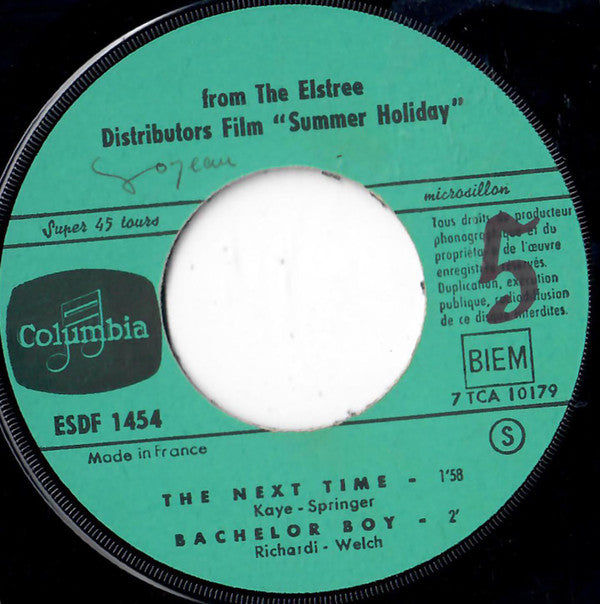 from The Elstree
Distributors Film "Summer Holiday"
Super 45 tours
microsillon
Tous droits producteur
phonographique et du
propriétaire de l'œuvre
enregistrée réservés.
Duplication, exécution
publique, radiodiffusion
de ce disque interdites.
5
Columbia
BIEM
ESDF 1454
7 TCA 10179
Made in France
S
THE NEXT TIME - 1'58
Kaye - Springer
BACHELOR BOY - 2'
Richardi - Welch